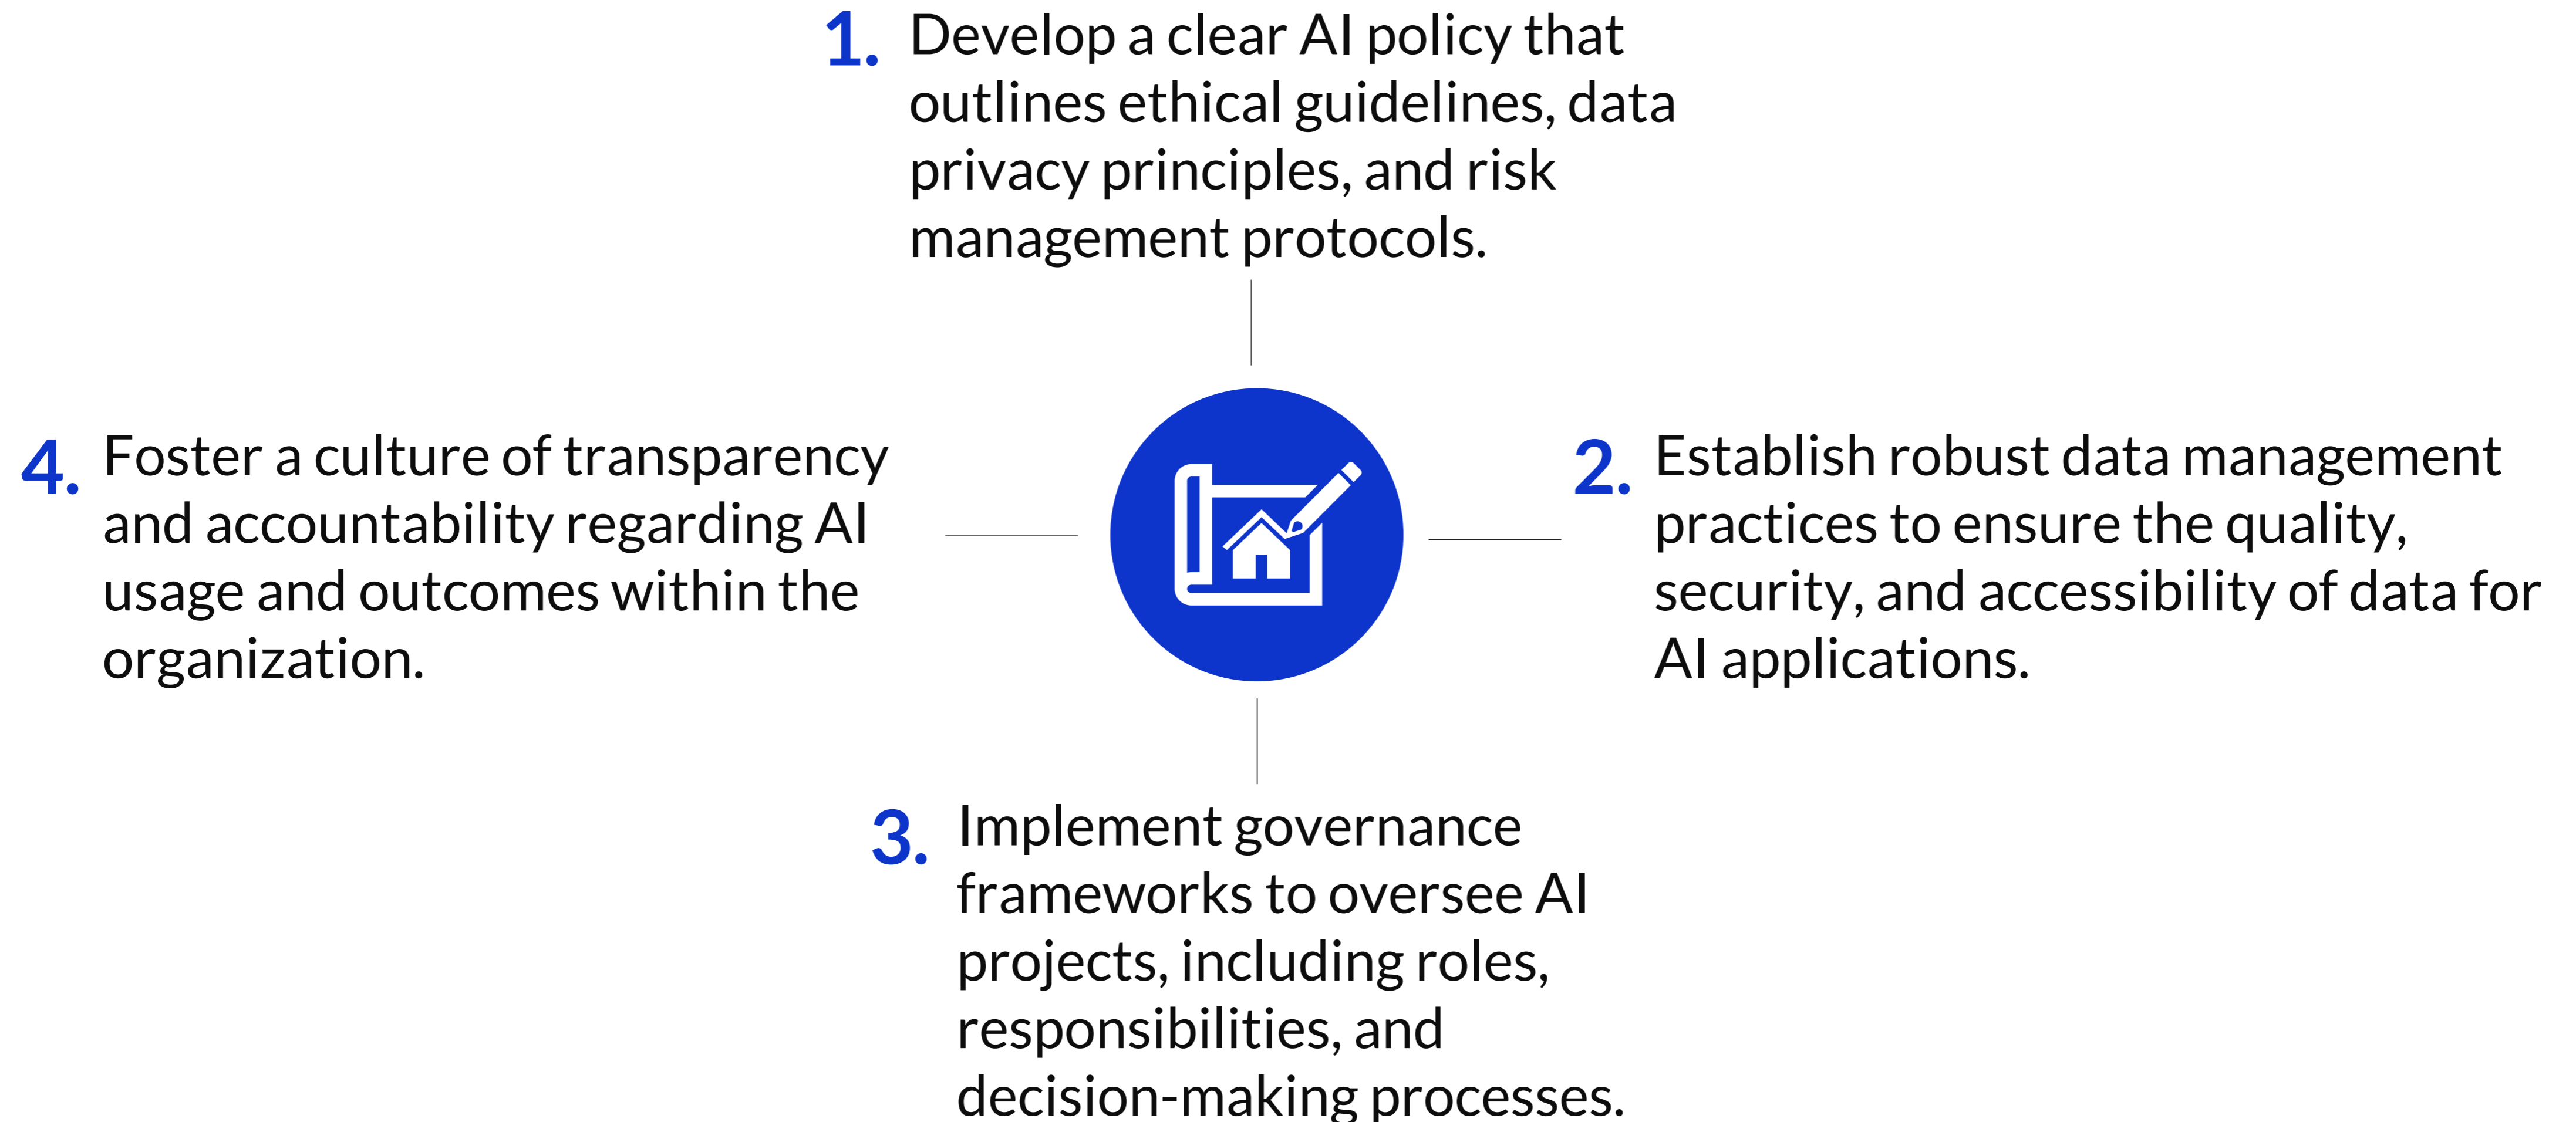 1. Develop a clear AI policy that
outlines ethical guidelines, data
privacy principles, and risk
management protocols.
2. Establish robust data management
practices to ensure the quality,
security, and accessibility of data for
AI applications.
3. Implement governance
frameworks to oversee AI
projects, including roles,
responsibilities, and
decision-making processes.
4. Foster a culture of transparency
and accountability regarding AI
usage and outcomes within the
organization.